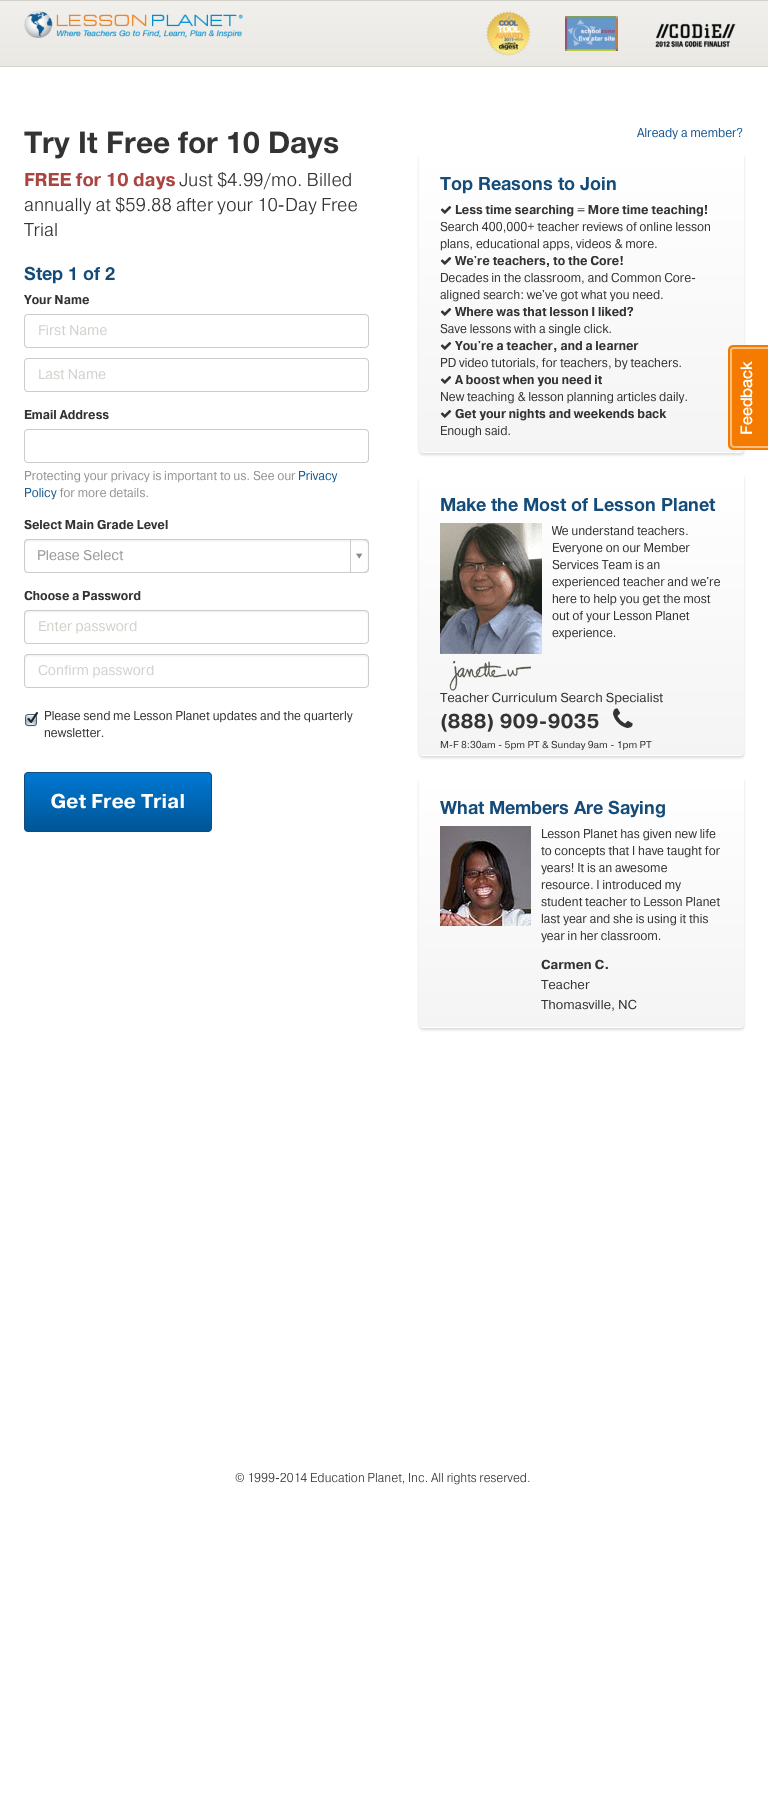 LESSONPLANET®
Where Teachers Go to Find, Learn, Plan & Inspire
COOL
TOOL
AWARD
digest
school
five star site
//CODiE//
2012 SIIA CODiE FINALIST
Already a member?
Try It Free for 10 Days
FREE for 10 days Just $4.99/mo. Billed
annually at $59.88 after your 10-Day Free
Trial
Step 1 of 2
Your Name
First Name
Last Name
Email Address
Protecting your privacy is important to us. See our Privacy
Policy for more details.
Select Main Grade Level
Please Select
Choose a Password
Enter password
Confirm password
Please send me Lesson Planet updates and the quarterly
newsletter.
Get Free Trial
Top Reasons to Join
Less time searching = More time teaching!
Search 400,000+ teacher reviews of online lesson
plans, educational apps, videos & more.
We're teachers, to the Core!
Decades in the classroom, and Common Core-
aligned search: we've got what you need.
Where was that lesson I liked?
Save lessons with a single click.
You're a teacher, and a learner
PD video tutorials, for teachers, by teachers.
A boost when you need it
New teaching & lesson planning articles daily.
Get your nights and weekends back
Enough said.
Feedback
Make the Most of Lesson Planet
We understand teachers.
Everyone on our Member
Services Team is an
experienced teacher and we're
here to help you get the most
out of your Lesson Planet
experience.
janette w
Teacher Curriculum Search Specialist
(888) 909-9035
M-F 8:30am - 5pm PT & Sunday 9am - 1pm PT
What Members Are Saying
Lesson Planet has given new life
to concepts that I have taught for
years! It is an awesome
resource. I introduced my
student teacher to Lesson Planet
last year and she is using it this
year in her classroom.
Carmen C.
Teacher
Thomasville, NC
© 1999-2014 Education Planet, Inc. All rights reserved.